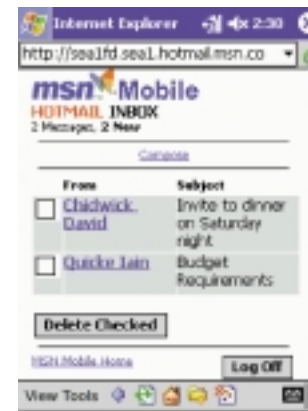 Internet Explorer 2:30
http://sea1fd.sea1.hotmail.msn.co
msn Mobile
HOTMAIL INBOX
2 Messages, 2 New
Compose
From Subject
Chidwick, David Invite to dinner on Saturday night
Quicke Iain Budget Requirements
Delete Checked
MSN Mobile Home Log Off
View Tools